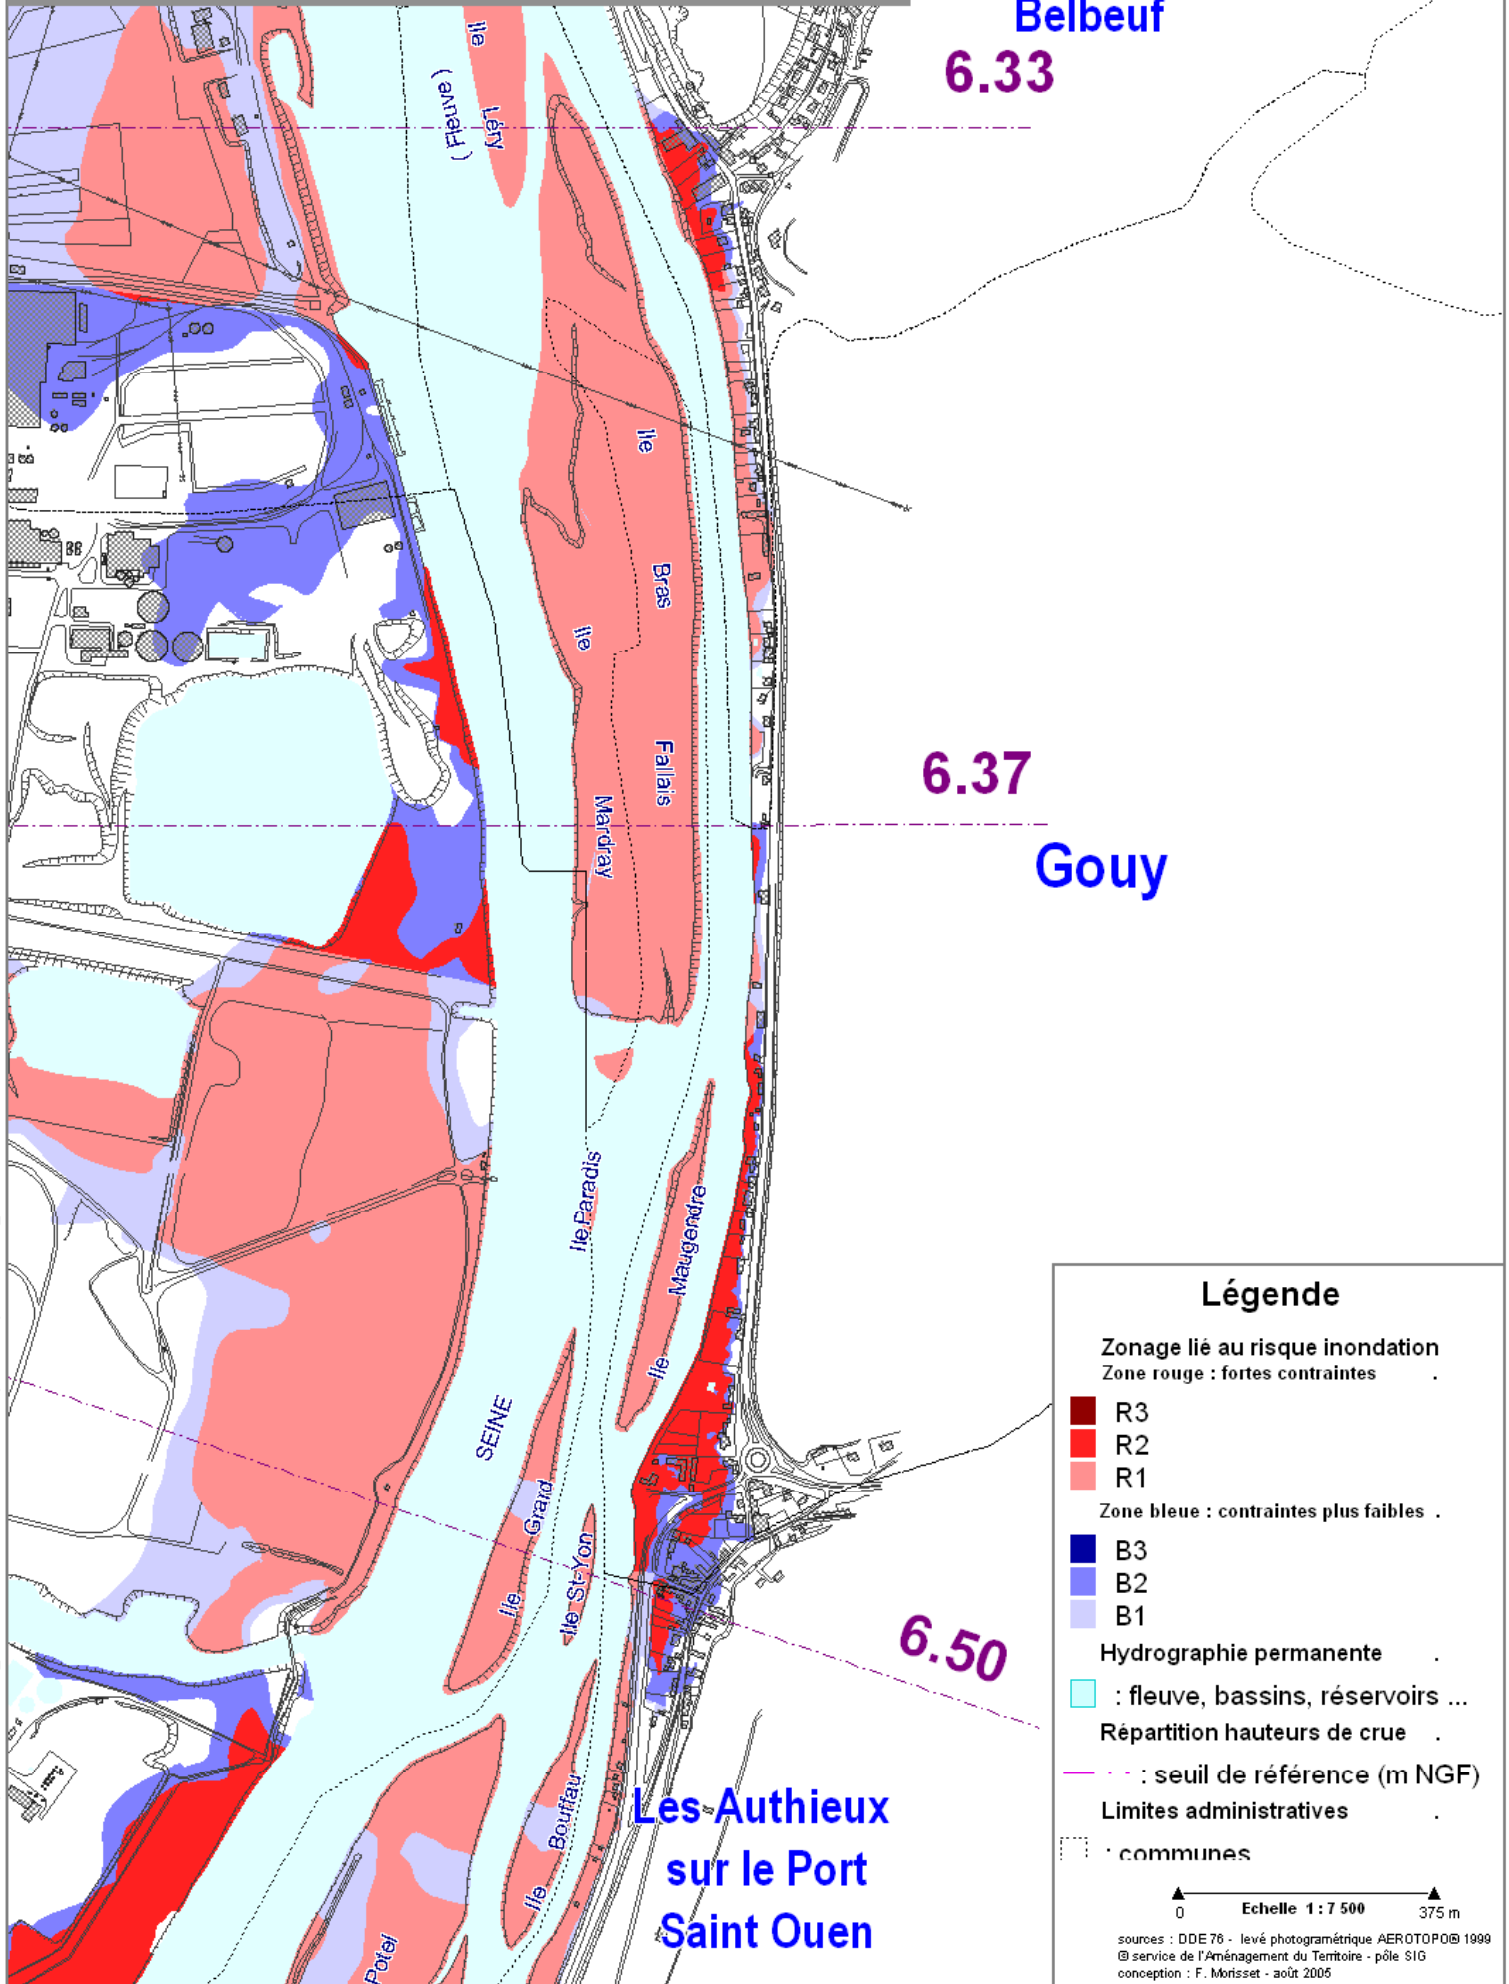 Belbeuf
6.33
Ile
Léry
( Fleuve )
Ile
Bras
Fallais
Ile
Mardray
6.37
Gouy
Ile Paradis
Ile
Maugendre
SEINE
Ile
Grard
Ile St-Yon
6.50
Ile
Bouffau
Potel
Les Authieux
sur le Port
Saint Ouen
Légende
Zonage lié au risque inondation
Zone rouge : fortes contraintes .
R3
R2
R1
Zone bleue : contraintes plus faibles .
B3
B2
B1
Hydrographie permanente .
: fleuve, bassins, réservoirs ...
Répartition hauteurs de crue .
: seuil de référence (m NGF)
Limites administratives .
: communes
0 Echelle 1 : 7 500 375 m
sources : DDE 76 - levé photogramétrique AEROTOPO® 1999
@ service de l'Aménagement du Territoire - pôle SIG
conception : F. Morisset - août 2005